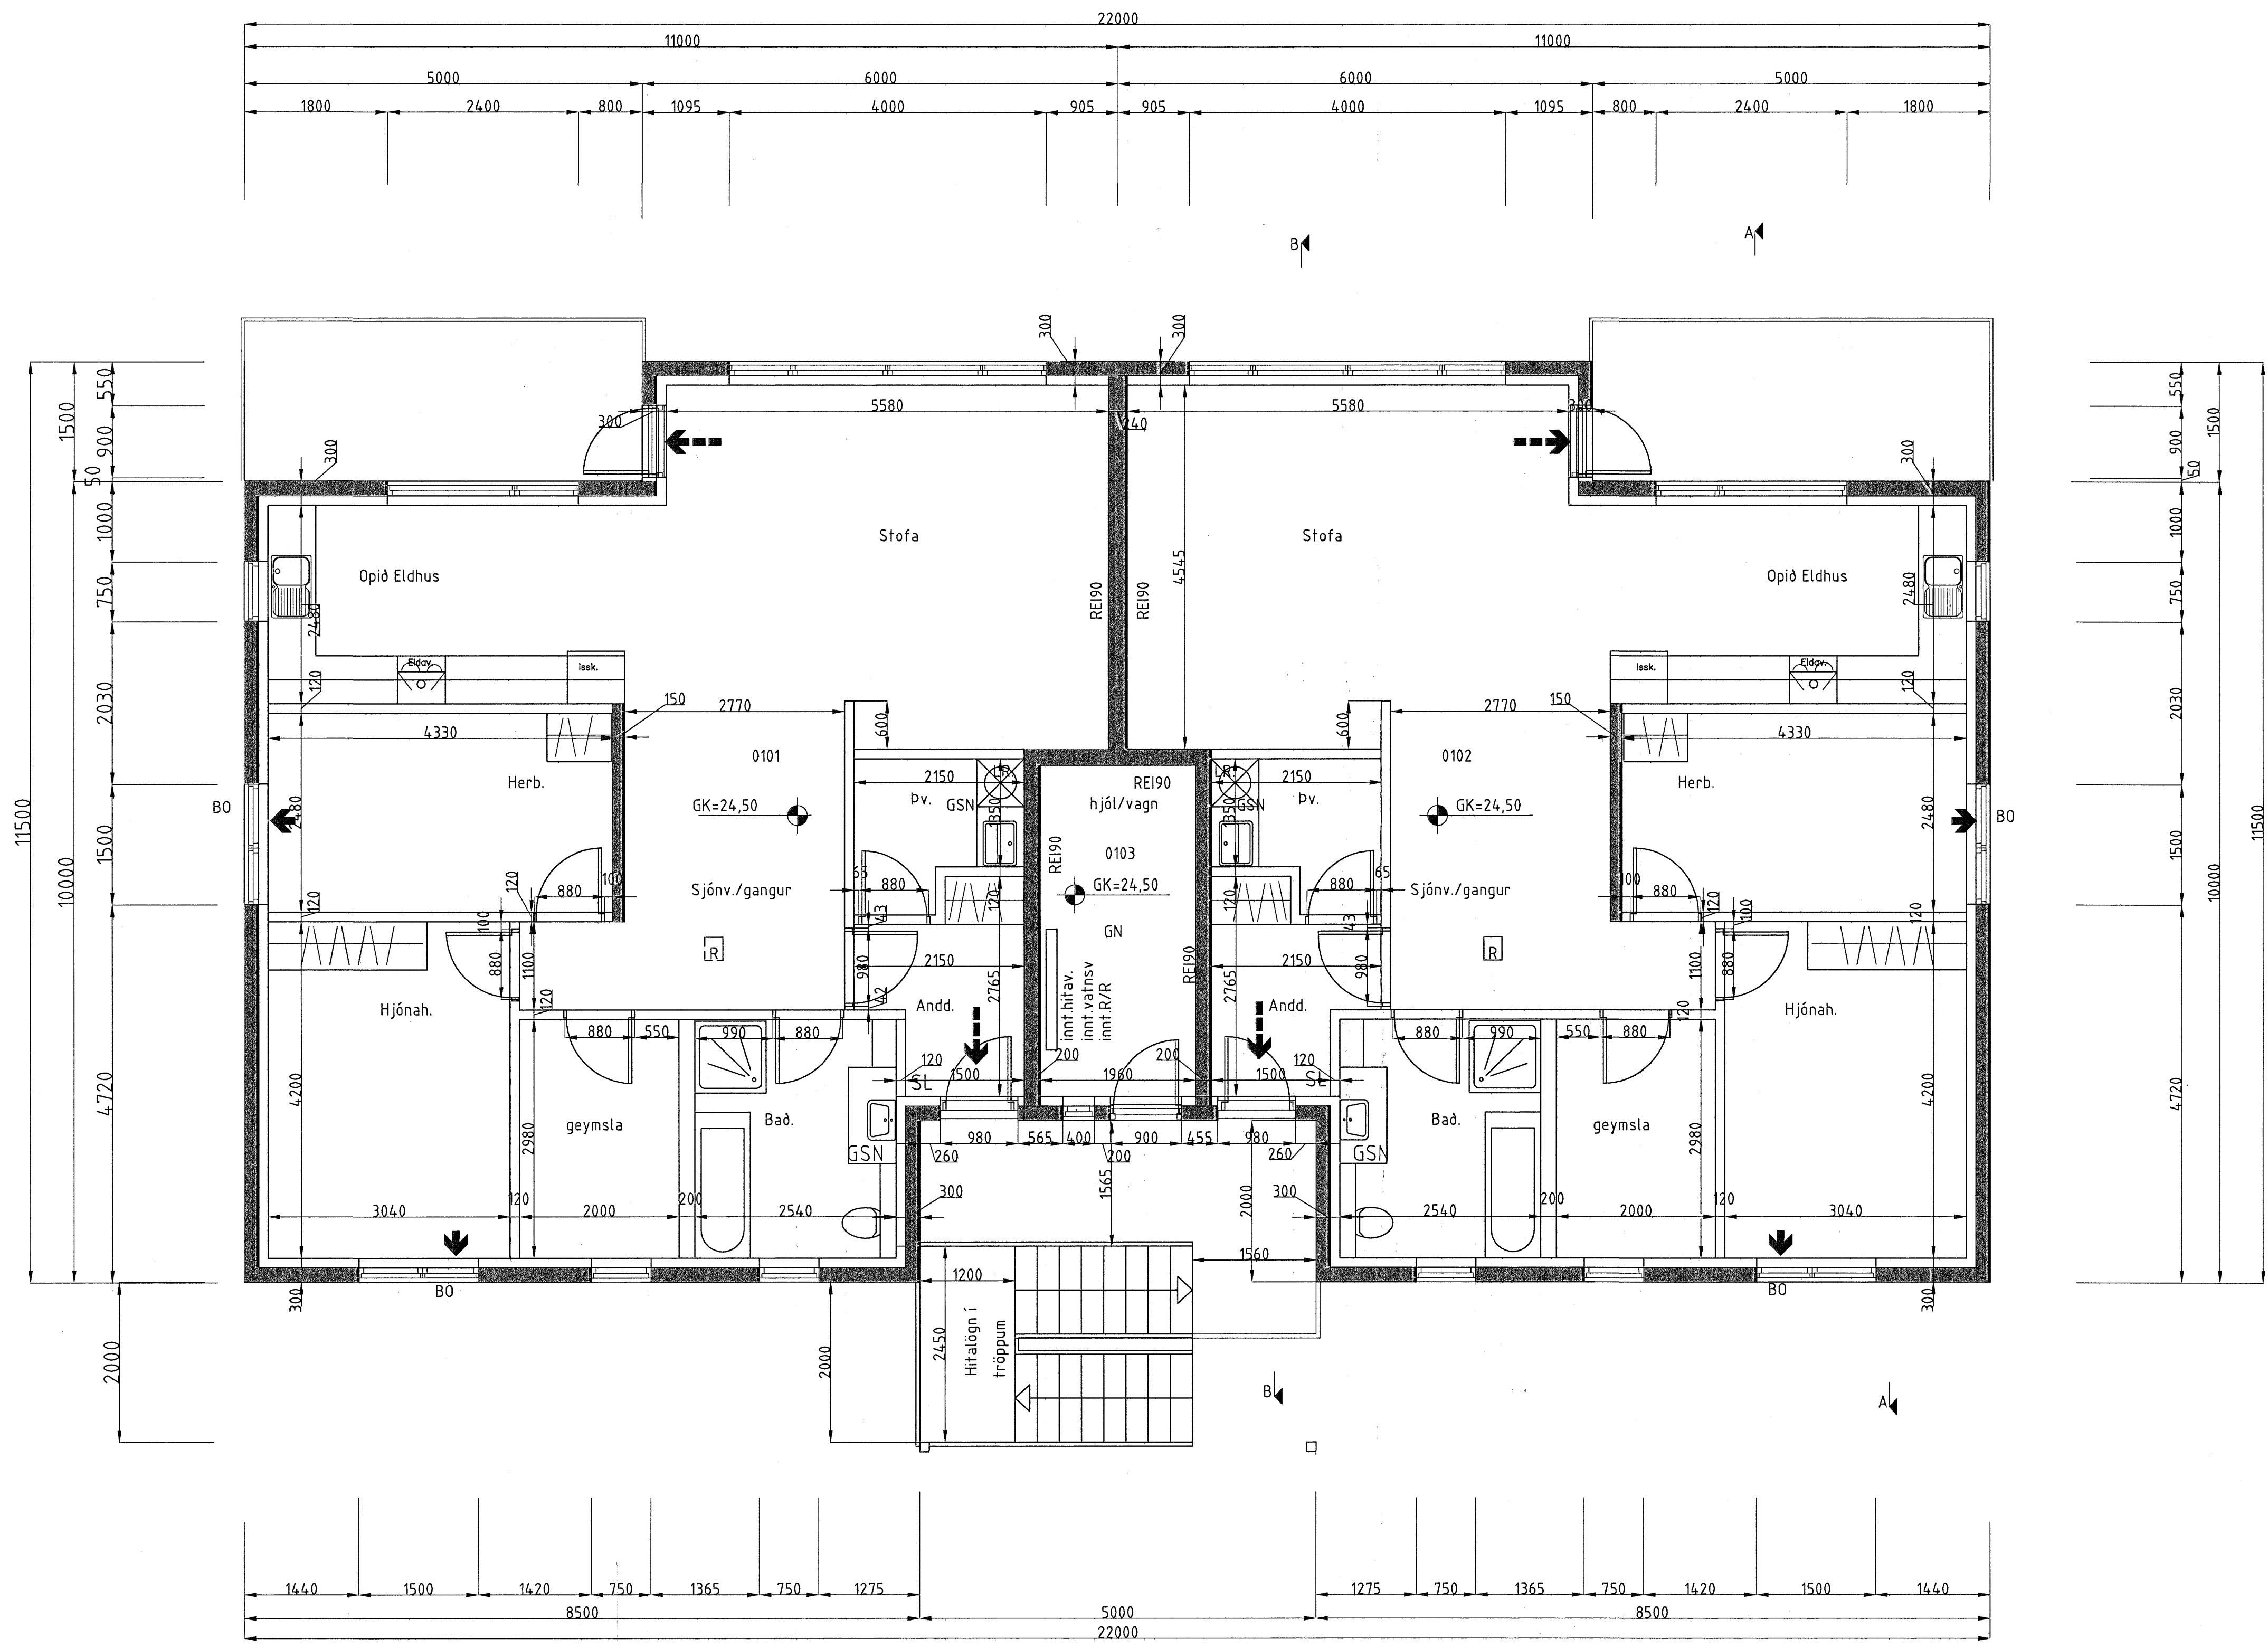 22000
11000 11000
5000 6000 6000 5000
1800 2400 800 1095 4000 905 905 4000 1095 800 2400 1800
B A
300 300
550 550
1500 1500
900 900
50 50
5580 5580
300 240 300
300 300
1000 1000
Stofa Stofa
Opið Eldhus Opið Eldhus
4545
750 750
REI90 REI90
2480 2480
Eldav. Issk. Issk. Eldav.
120 120
150 2770 2770 150
2030 2030
4330 600 600 4330
0101 0102
Herb. Herb.
2150 LR. REI90 LR. 2150
Þv. GSN hjól/vagn GSN Þv.
1350 1350
GK=24,50 GK=24,50
BO BO
2480 2480
11500 11500
10000 10000
1500 1500
REI90 0103
GK=24,50
Sjónv./gangur Sjónv./gangur
65 880 880 65
120 880 100 100 880 120
120 120 120 120
43 43
100 100
GN
R R
880 1100 980 2150 2150 980 1100 880
REI90
2765 2765
42
120 120
innt.hitav.
innt.vatnsv
innt.R/R
Hjónah. Andd. Andd. Hjónah.
880 550 990 880 880 990 550 880
200 200
120 120
SL 1500 1960 1500 SL
4720 4720
4200 4200
geymsla Bað. Bað. geymsla
2980 2980
980 565 400 900 455 980
GSN 260 200 260 GSN
1565 2000
300 300
3040 120 2000 200 2540 2540 200 2000 120 3040
1560
1200
BO BO
300 300
2000 2000 2450
Hitalögn í
tröppum
B A
1440 1500 1420 750 1365 750 1275 1275 750 1365 750 1420 1500 1440
8500 5000 8500
22000